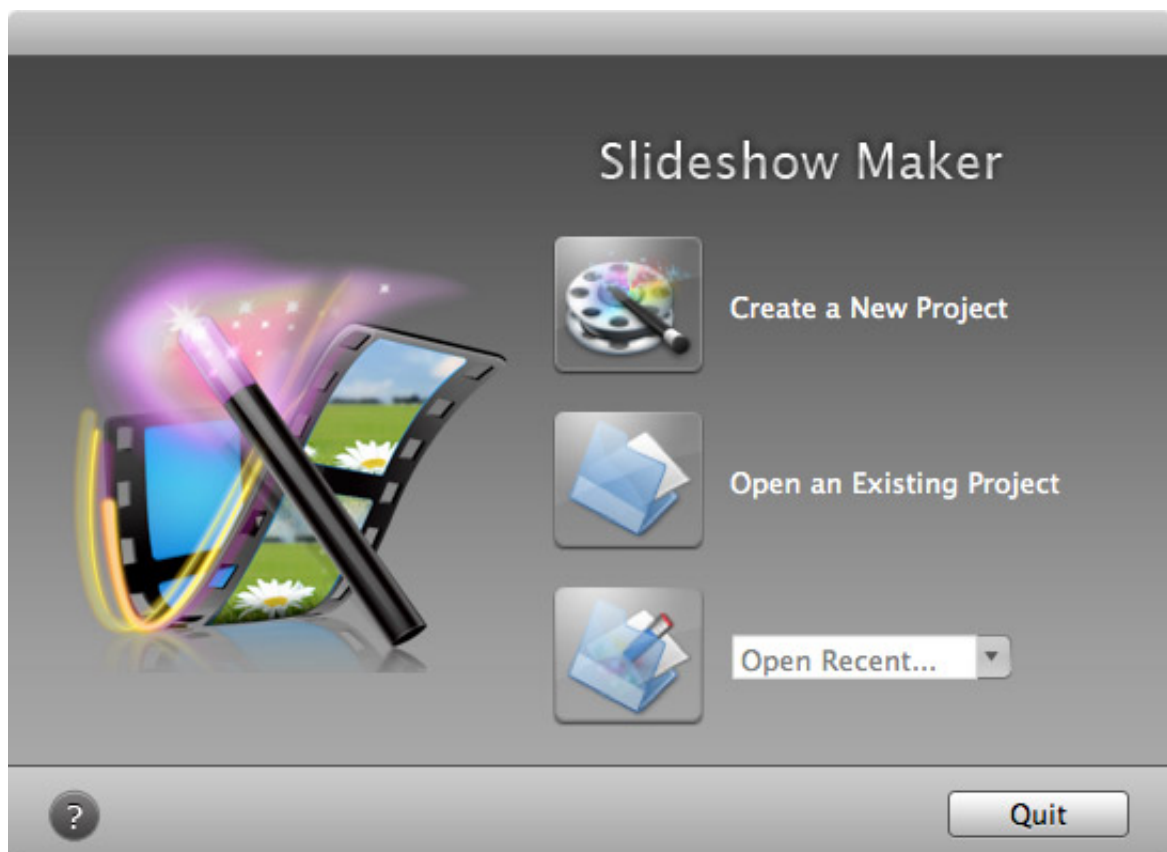 Slideshow Maker
Create a New Project
Open an Existing Project
Open Recent...
?
Quit